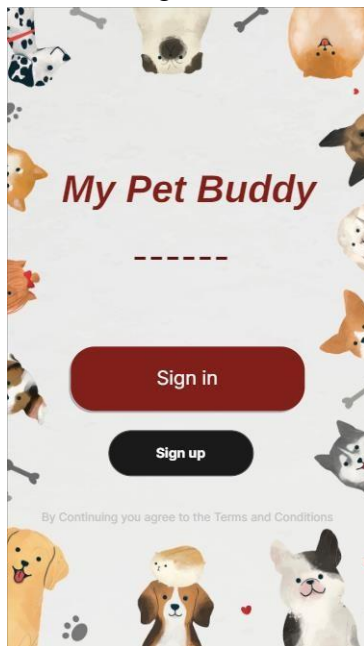 My Pet Buddy
------
Sign in
Sign up
By Continuing you agree to the Terms and Conditions